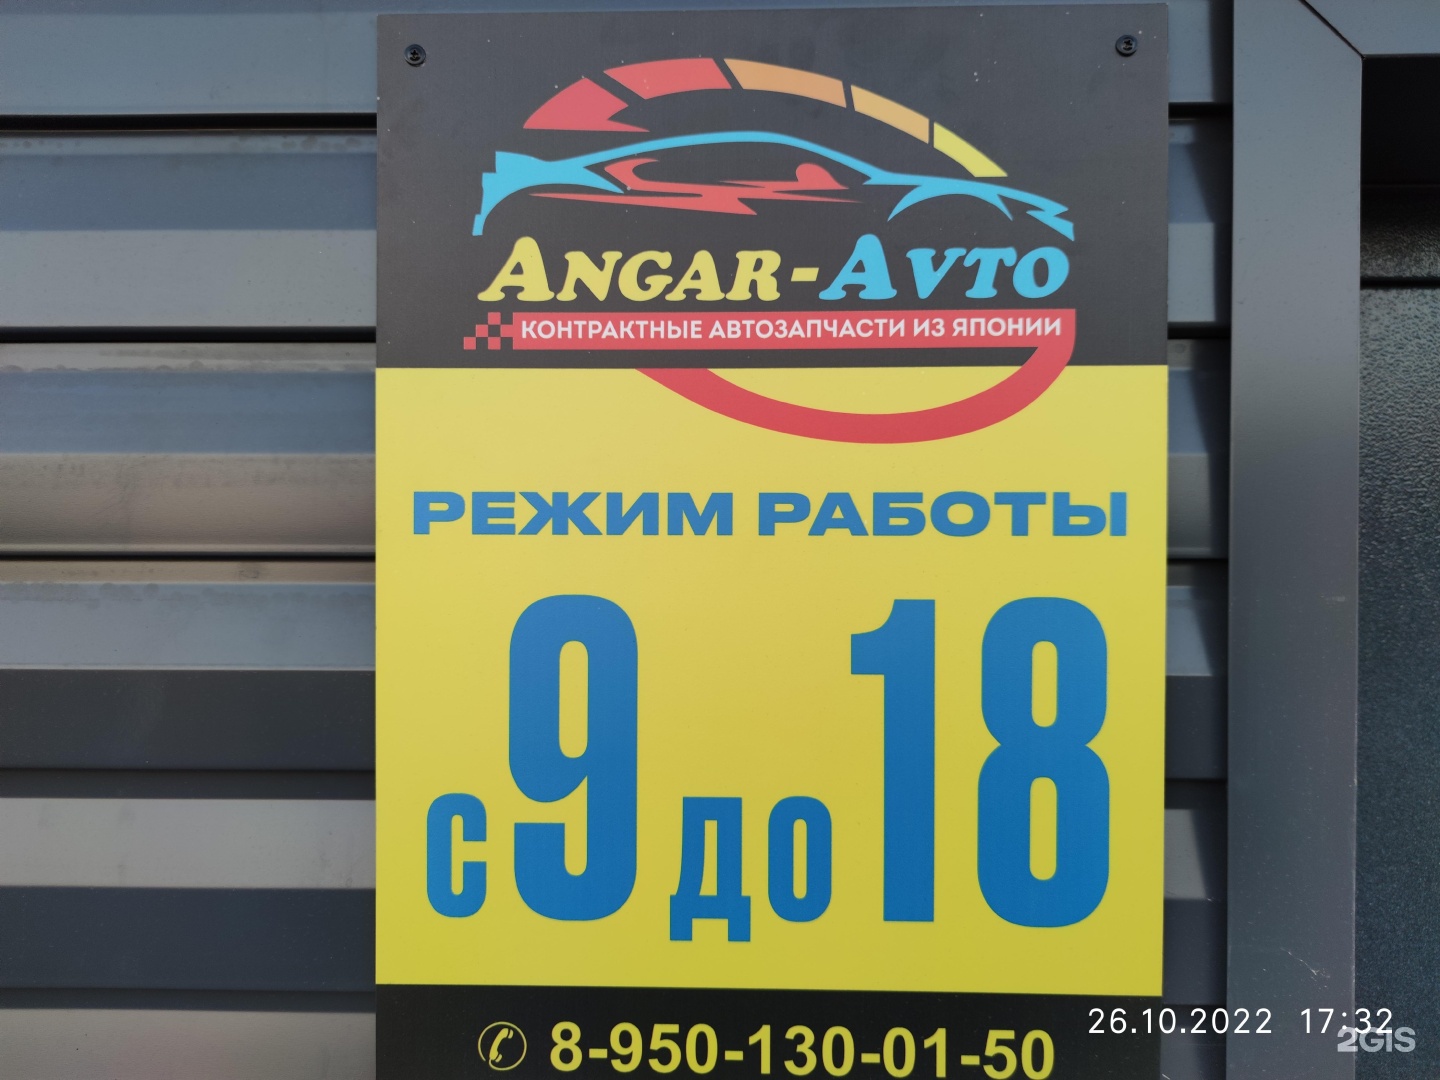 ANGAR-AVTO
КОНТРАКТНЫЕ АВТОЗАПЧАСТИ ИЗ ЯПОНИИ
РЕЖИМ РАБОТЫ
с 9 до 18
8-950-130-01-50
26.10.2022 17:32
2GIS